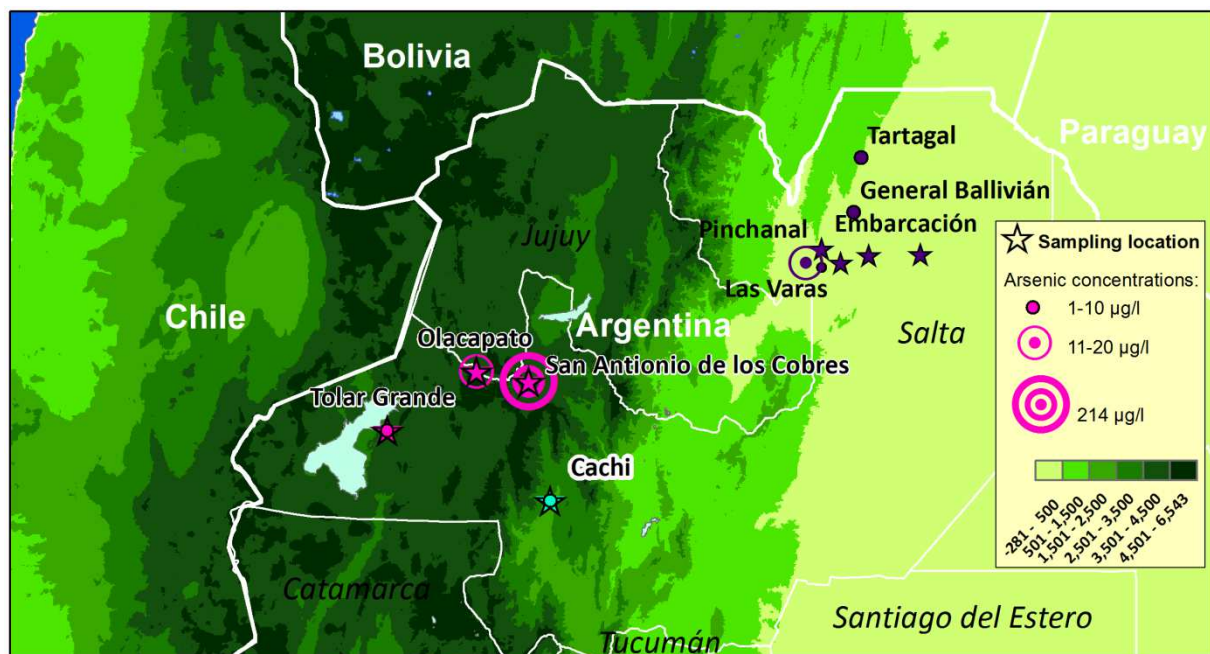 Bolivia
Paraguay
Tartagal
General Ballivián
Pinchanal
Embarcación
Jujuy
Las Varas
Chile
Argentina
Salta
Olacapato
San Antionio de los Cobres
Tolar Grande
Cachi
Catamarca
Tucumán
Santiago del Estero
Sampling location
Arsenic concentrations:
1-10 µg/l
11-20 µg/l
214 µg/l
-281 - 500
501 - 1,500
1,501 - 2,500
2,501 - 3,500
3,501 - 4,500
4,501 - 6,543